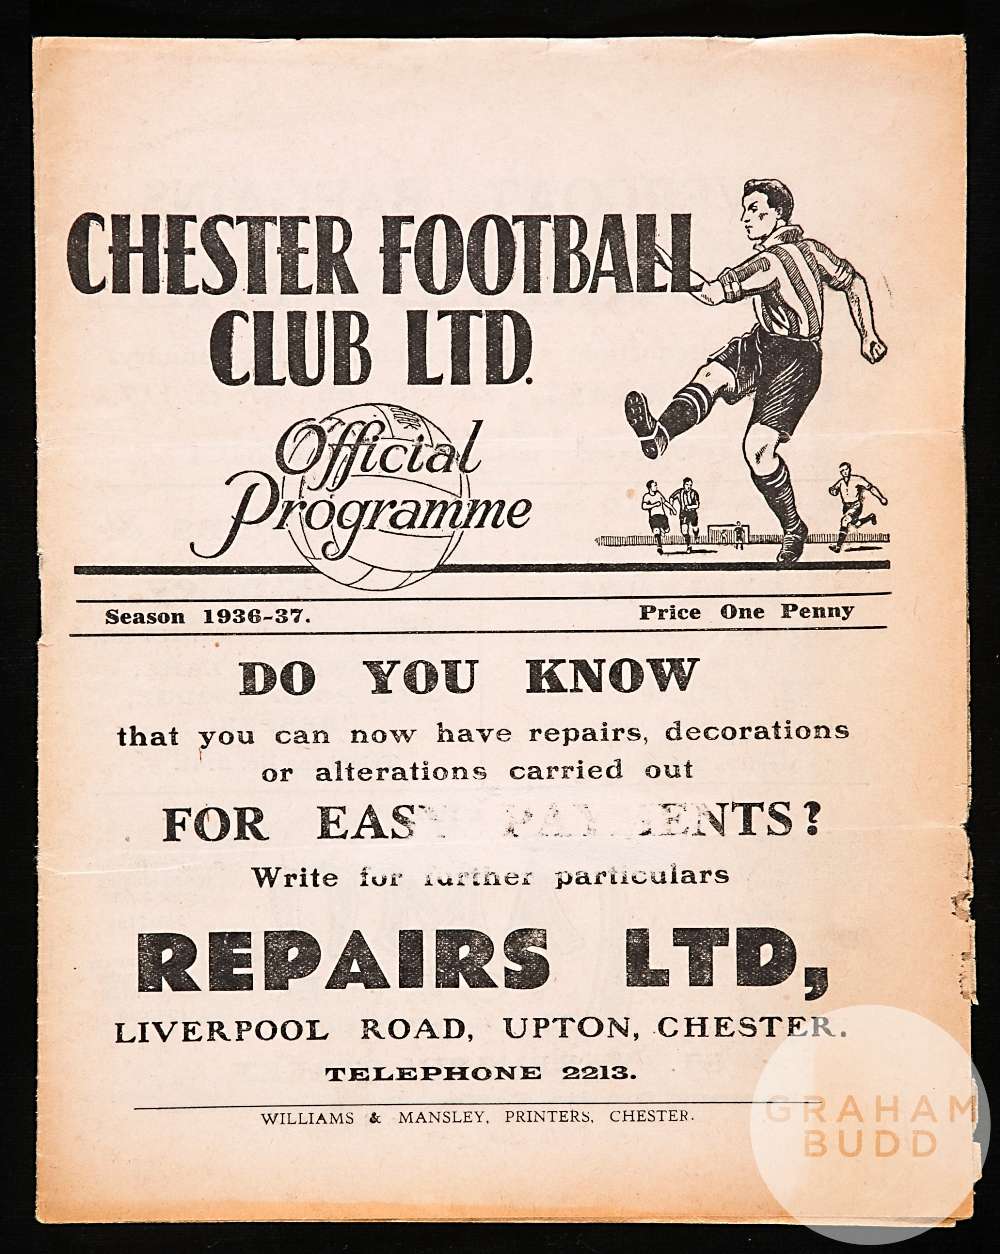 CHESTER FOOTBALL
CLUB LTD.
Official
Programme
Season 1936-37.
Price One Penny
DO YOU KNOW
that you can now have repairs, decorations
or alterations carried out
FOR EASY PAYMENTS?
Write for further particulars
REPAIRS LTD,
LIVERPOOL ROAD, UPTON, CHESTER.
TELEPHONE 2213.
WILLIAMS & MANSLEY, PRINTERS, CHESTER.
GRAHAM
BUDD